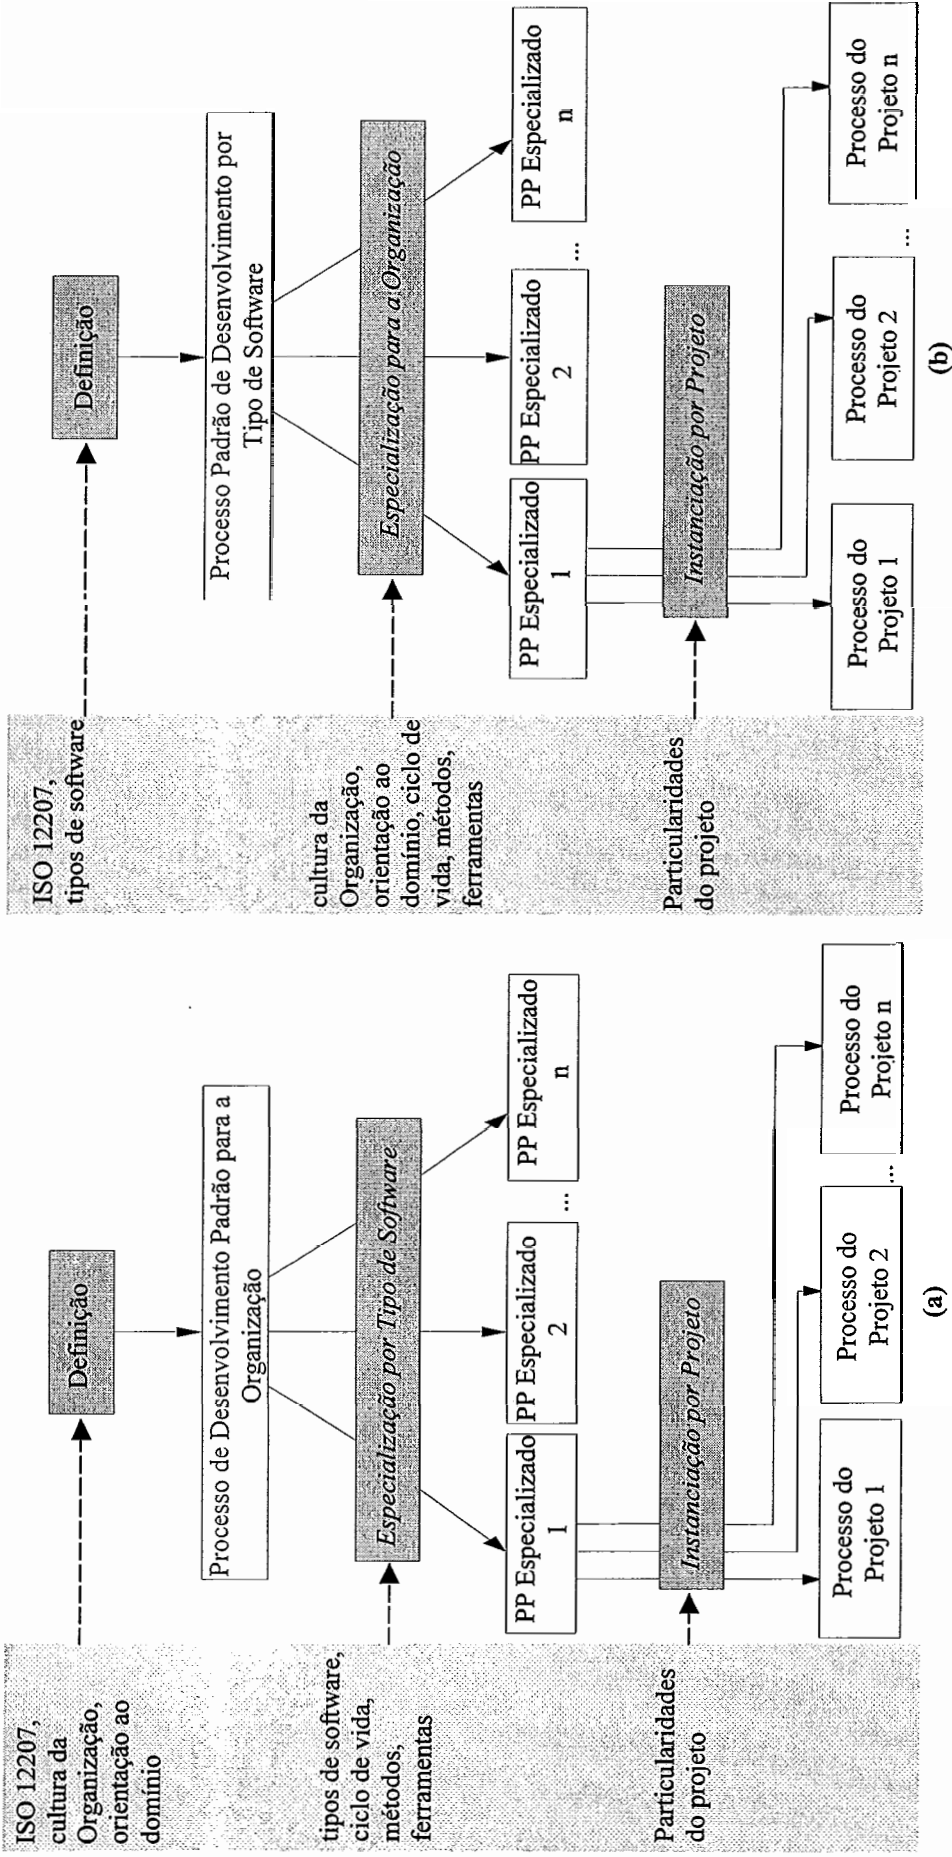 ISO 12207,
cultura da
Organização,
orientação ao
domínio
Definição
Processo de Desenvolvimento Padrão para a
Organização
tipos de software,
ciclo de vida,
métodos,
ferramentas
Especialização por Tipo de Software
PP Especializado
1
PP Especializado
2
...
PP Especializado
n
Particularidades
do projeto
Instanciação por Projeto
Processo do
Projeto 1
Processo do
Projeto 2
...
Processo do
Projeto n
(a)
ISO 12207,
tipos de software
Definição
Processo Padrão de Desenvolvimento por
Tipo de Software
cultura da
Organização,
orientação ao
domínio, ciclo de
vida, métodos,
ferramentas
Especialização para a Organização
PP Especializado
1
PP Especializado
2
...
PP Especializado
n
Particularidades
do projeto
Instanciação por Projeto
Processo do
Projeto 1
Processo do
Projeto 2
...
Processo do
Projeto n
(b)